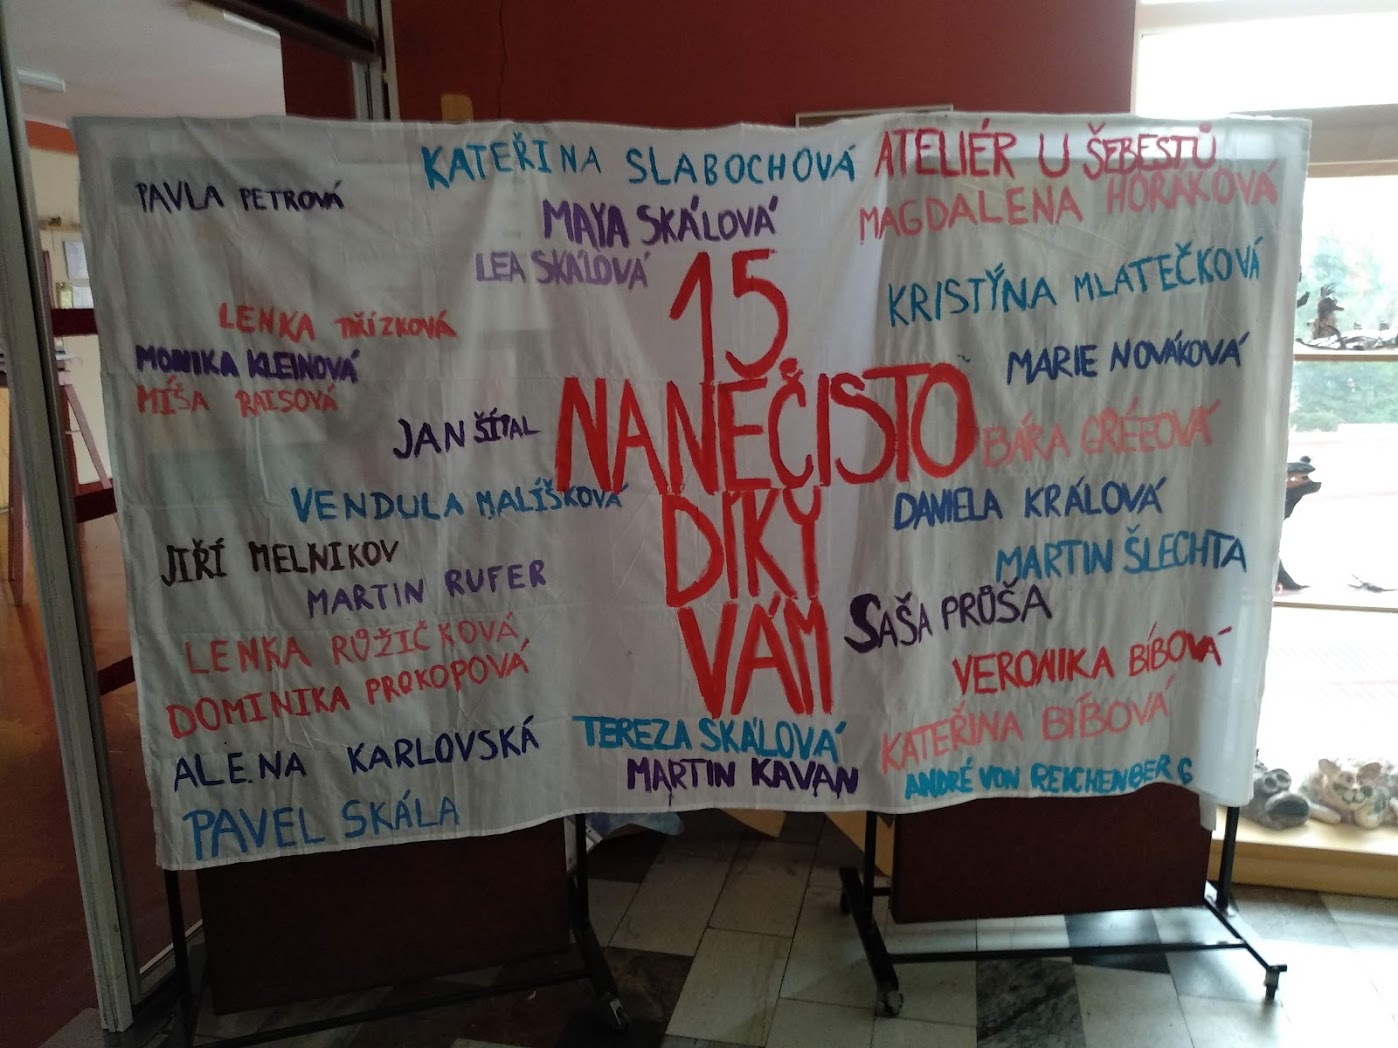 KATEŘINA SLABOCHOVÁ
ATELIÉR U ŠEBESTŮ
PAVLA PETROVÁ
MAYA SKÁLOVÁ
MAGDALENA HORÁKOVÁ
LEA SKÁLOVÁ
KRISTÝNA MLATEČKOVÁ
LENKA TŘÍZKOVÁ
MONIKA KLEINOVÁ
MARIE NOVÁKOVÁ
MÍŠA RAISOVÁ
15.
NANEČISTO
DÍKY
VÁM
JAN ŠÍTAL
BÁRA
VENDULA MALÍŠKOVÁ
DANIELA KRÁLOVÁ
JIŘÍ MELNIKOV
MARTIN ŠLECHTA
MARTIN RUFER
SAŠA PRŮŠA
LENKA RŮŽIČKOVÁ
VERONIKA BÍBOVÁ
DOMINIKA PROKOPOVÁ
KATEŘINA BÍBOVÁ
ALENA KARLOVSKÁ
TEREZA SKÁLOVÁ
MARTIN KAVAN
ANDRÉ VON REICHENBERG
PAVEL SKÁLA